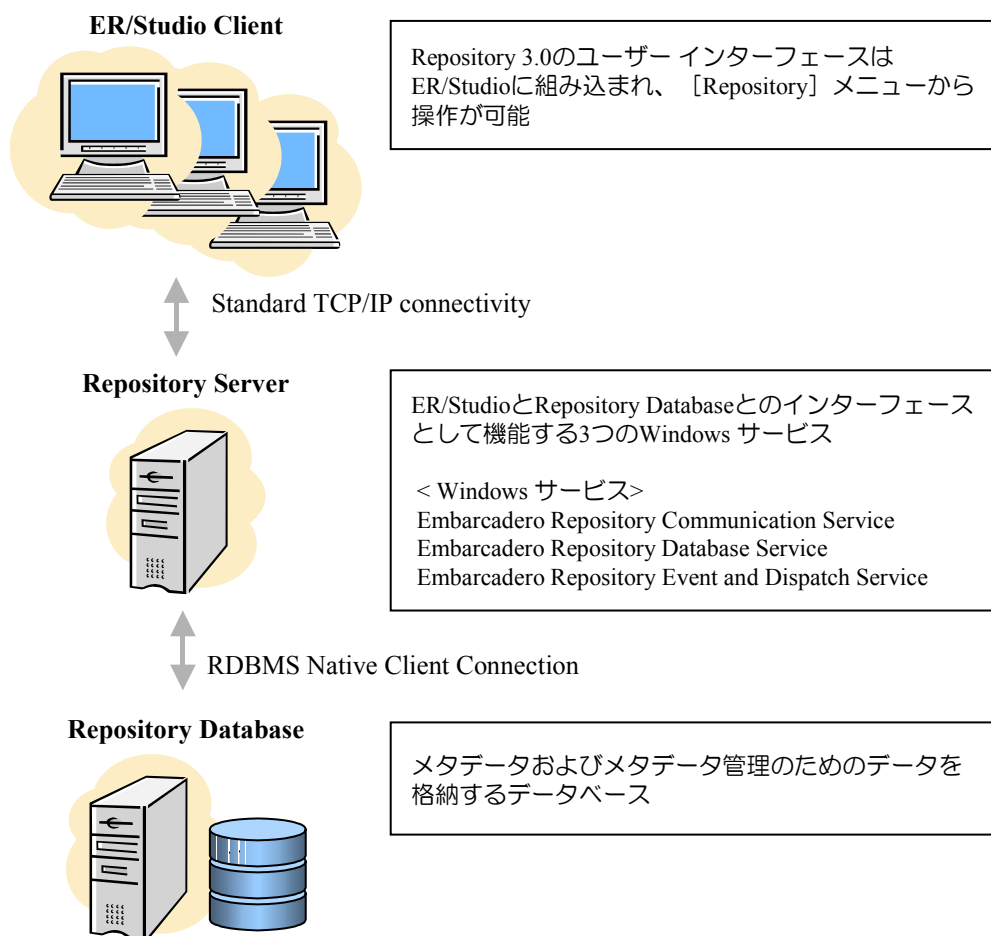 ER/Studio Client
Repository 3.0のユーザー インターフェースは
ER/Studioに組み込まれ、［Repository］メニューから
操作が可能
Standard TCP/IP connectivity
Repository Server
ER/StudioとRepository Databaseとのインターフェース
として機能する3つのWindows サービス
< Windows サービス>
Embarcadero Repository Communication Service
Embarcadero Repository Database Service
Embarcadero Repository Event and Dispatch Service
RDBMS Native Client Connection
Repository Database
メタデータおよびメタデータ管理のためのデータを
格納するデータベース